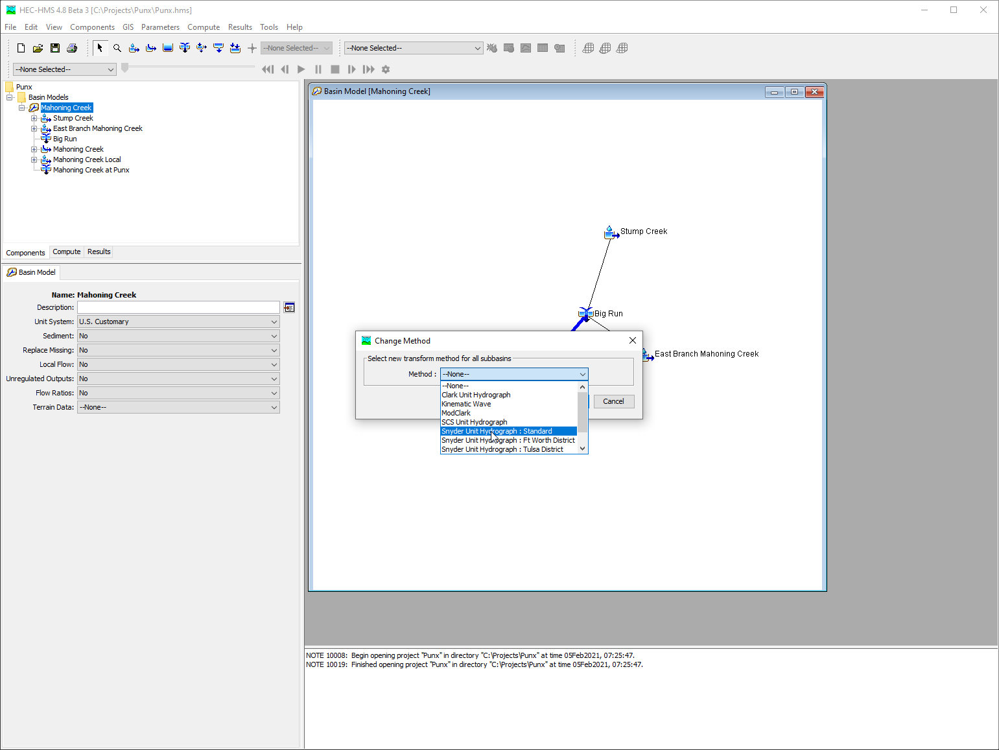 HEC-HMS 4.8 Beta 3 [C:\Projects\Punx\Punx.hms]
File Edit View Components GIS Parameters Compute Results Tools Help
--None Selected-- --None Selected--
--None Selected--
Punx
Basin Models
Mahoning Creek
Stump Creek
East Branch Mahoning Creek
Big Run
Mahoning Creek
Mahoning Creek Local
Mahoning Creek at Punx
Components Compute Results
Basin Model
Name: Mahoning Creek
Description:
Unit System: U.S. Customary
Sediment: No
Replace Missing: No
Local Flow: No
Unregulated Outputs: No
Flow Ratios: No
Terrain Data: --None--
Basin Model [Mahoning Creek]
Stump Creek
Big Run
East Branch Mahoning Creek
Change Method
Select new transform method for all subbasins
Method : --None--
--None--
Clark Unit Hydrograph
Kinematic Wave
ModClark
SCS Unit Hydrograph
Snyder Unit Hydrograph : Standard
Snyder Unit Hydrograph : Ft Worth District
Snyder Unit Hydrograph : Tulsa District
Cancel
NOTE 10008: Begin opening project "Punx" in directory "C:\Projects\Punx" at time 05Feb2021, 07:25:47.
NOTE 10019: Finished opening project "Punx" in directory "C:\Projects\Punx" at time 05Feb2021, 07:25:47.